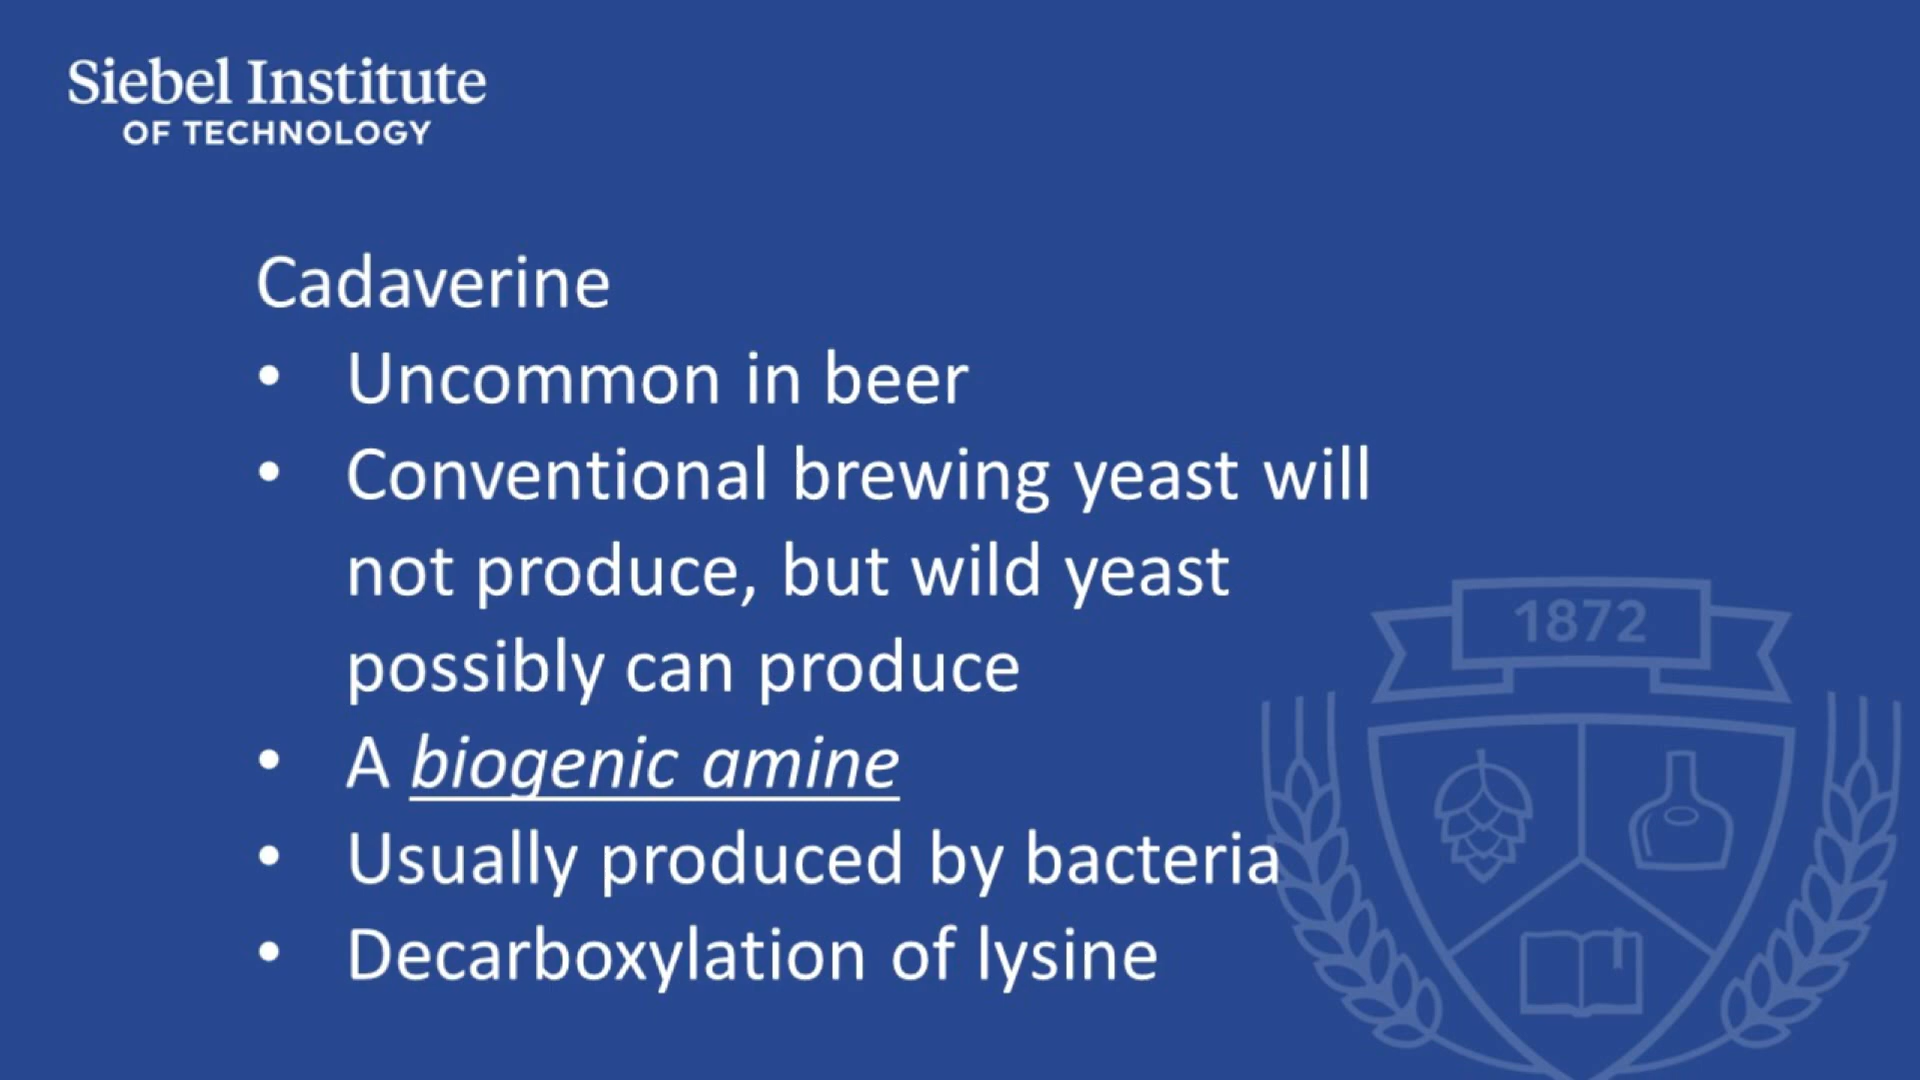 Siebel Institute
OF TECHNOLOGY
Cadaverine
• Uncommon in beer
• Conventional brewing yeast will
not produce, but wild yeast
possibly can produce
• A biogenic amine
• Usually produced by bacteria
• Decarboxylation of lysine
1872